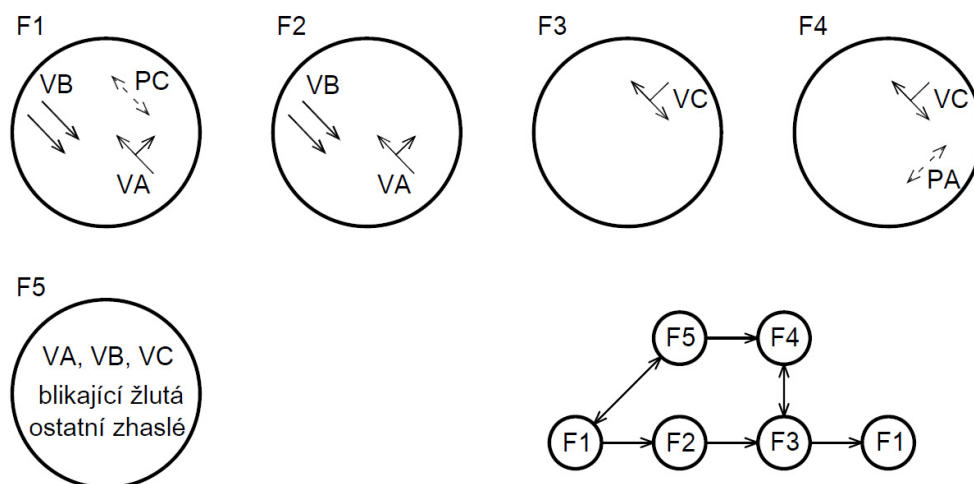 F1
F2
F3
F4
VB
PC
VA
VB
VA
VC
VC
PA
F5
VA, VB, VC
blikající žlutá
ostatní zhaslé
F5
F4
F1
F2
F3
F1